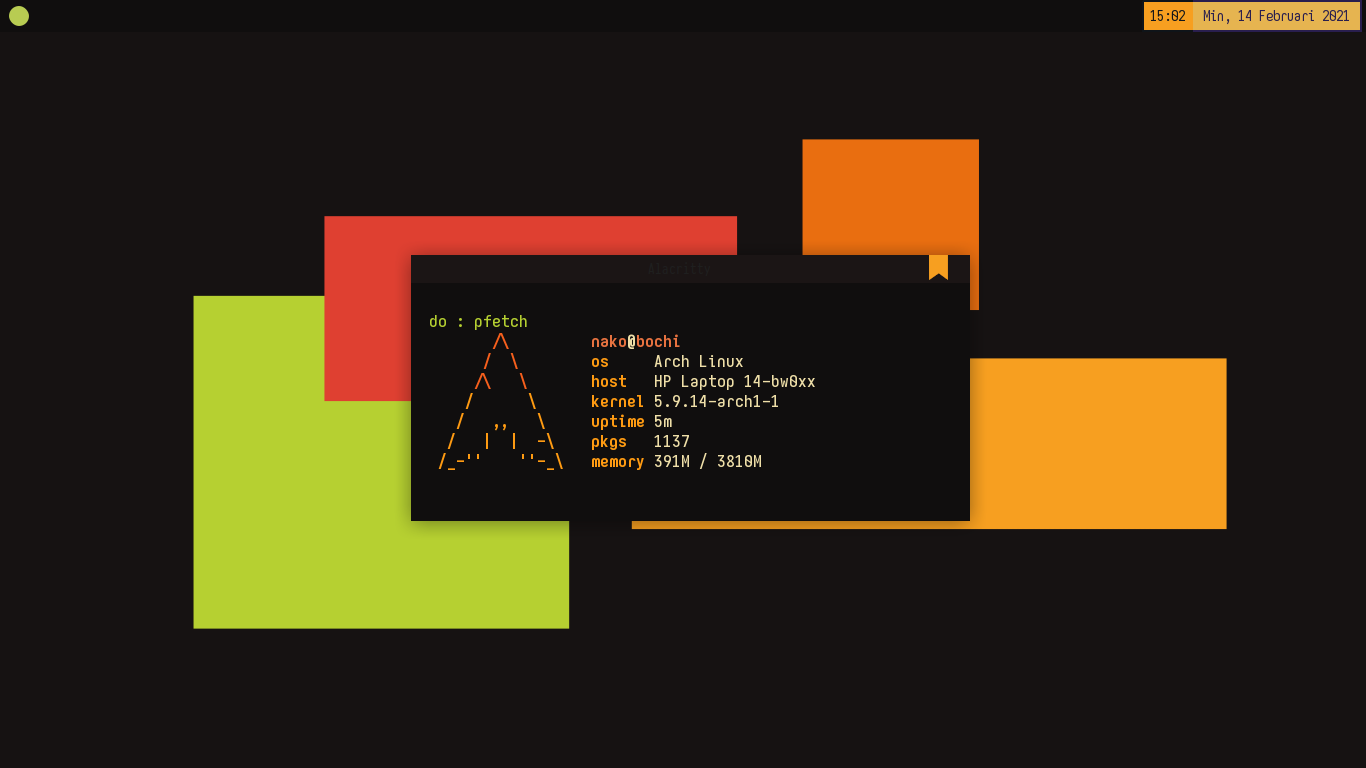 15:02 Min, 14 Februari 2021
Alacritty
do : pfetch
nako@bochi
os Arch Linux
host HP Laptop 14-bw0xx
kernel 5.9.14-arch1-1
uptime 5m
pkgs 1137
memory 391M / 3810M